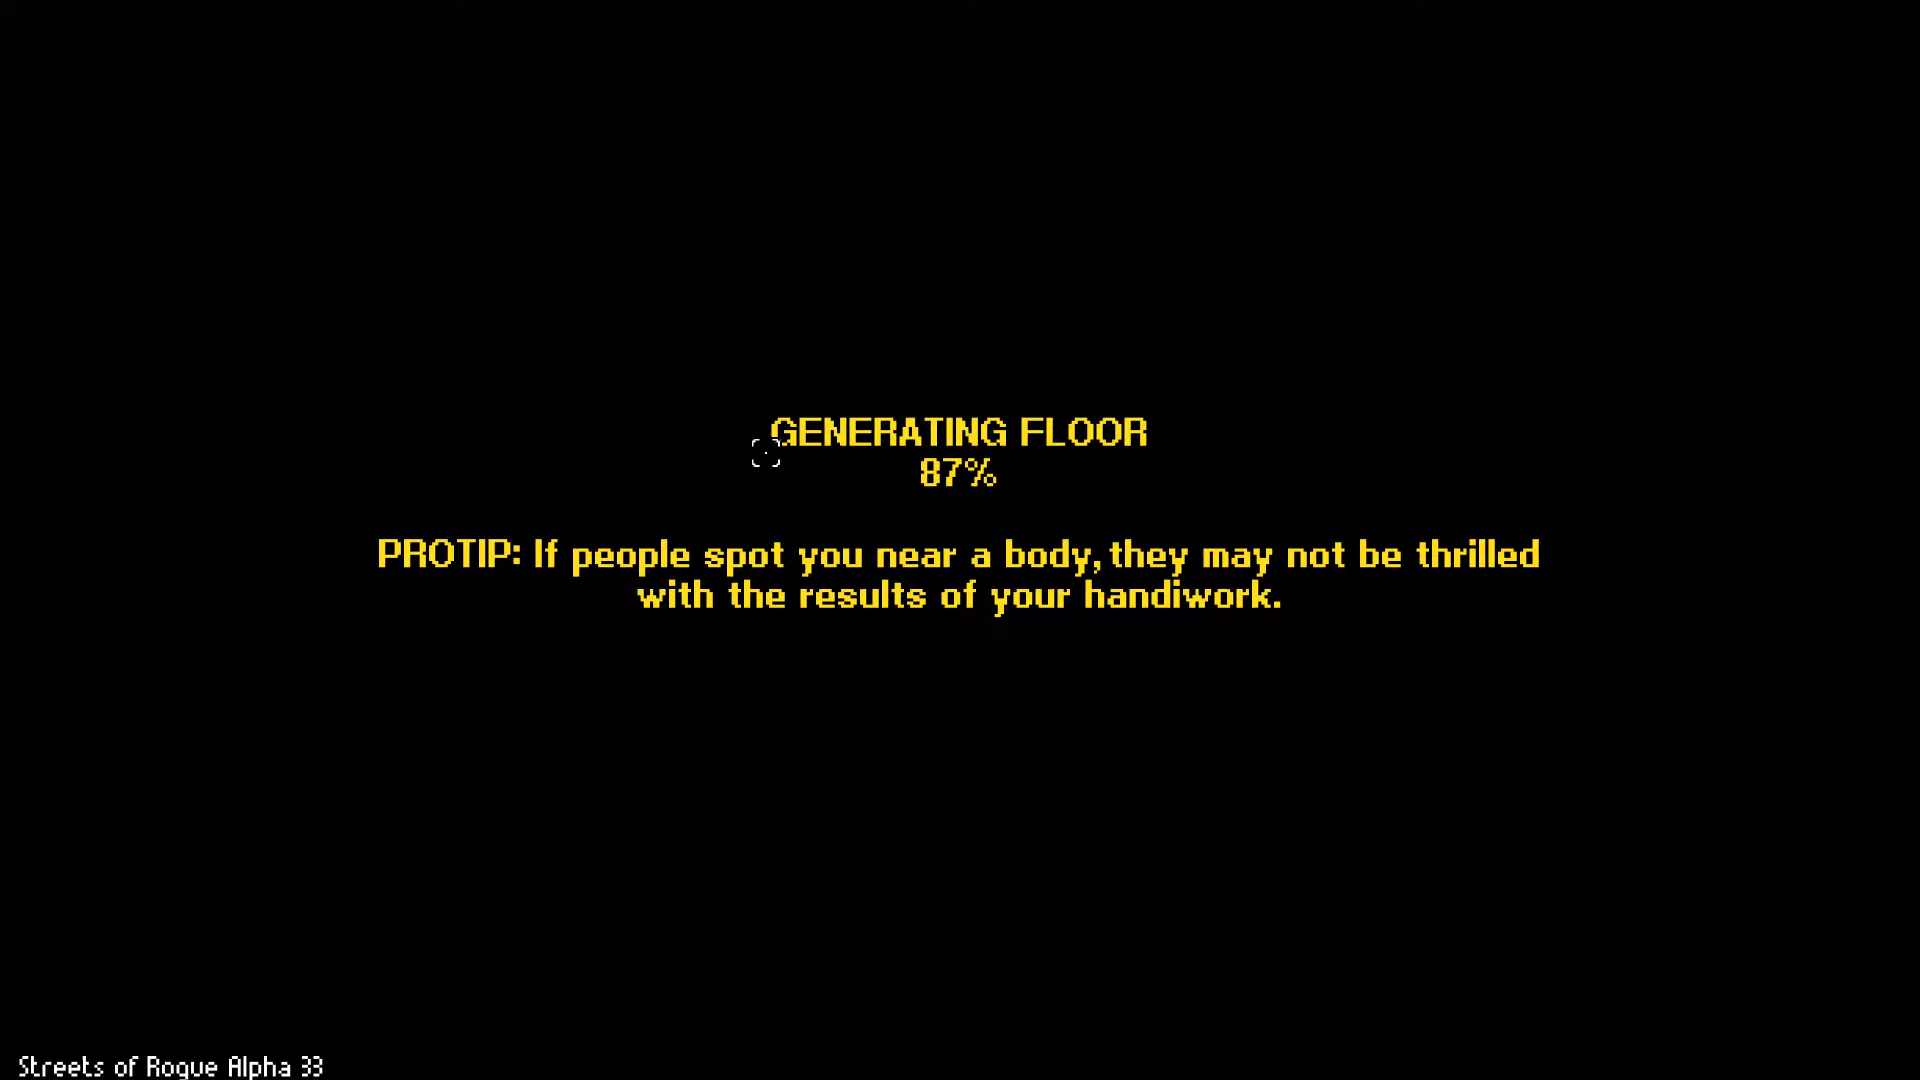 GENERATING FLOOR
87%
PROTIP: If people spot you near a body, they may not be thrilled
with the results of your handiwork.
Streets of Rogue Alpha 33